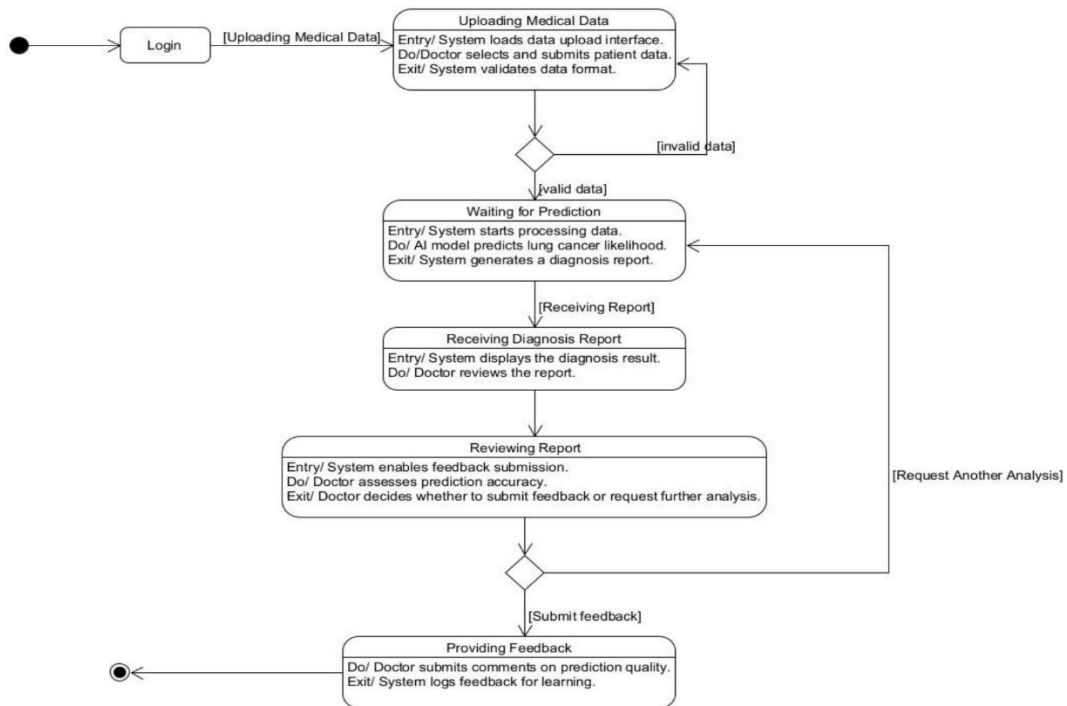 Uploading Medical Data
Login
[Uploading Medical Data]
Entry/ System loads data upload interface.
Do/Doctor selects and submits patient data.
Exit/ System validates data format.
[invalid data]
[valid data]
Waiting for Prediction
Entry/ System starts processing data.
Do/ AI model predicts lung cancer likelihood.
Exit/ System generates a diagnosis report.
[Receiving Report]
Receiving Diagnosis Report
Entry/ System displays the diagnosis result.
Do/ Doctor reviews the report.
Reviewing Report
Entry/ System enables feedback submission.
Do/ Doctor assesses prediction accuracy.
Exit/ Doctor decides whether to submit feedback or request further analysis.
[Request Another Analysis]
[Submit feedback]
Providing Feedback
Do/ Doctor submits comments on prediction quality.
Exit/ System logs feedback for learning.